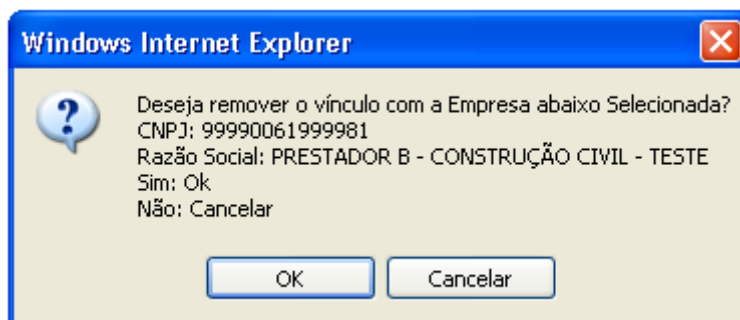 Windows Internet Explorer
Deseja remover o vínculo com a Empresa abaixo Selecionada?
CNPJ: 99990061999981
Razão Social: PRESTADOR B - CONSTRUÇÃO CIVIL - TESTE
Sim: Ok
Não: Cancelar
OK Cancelar